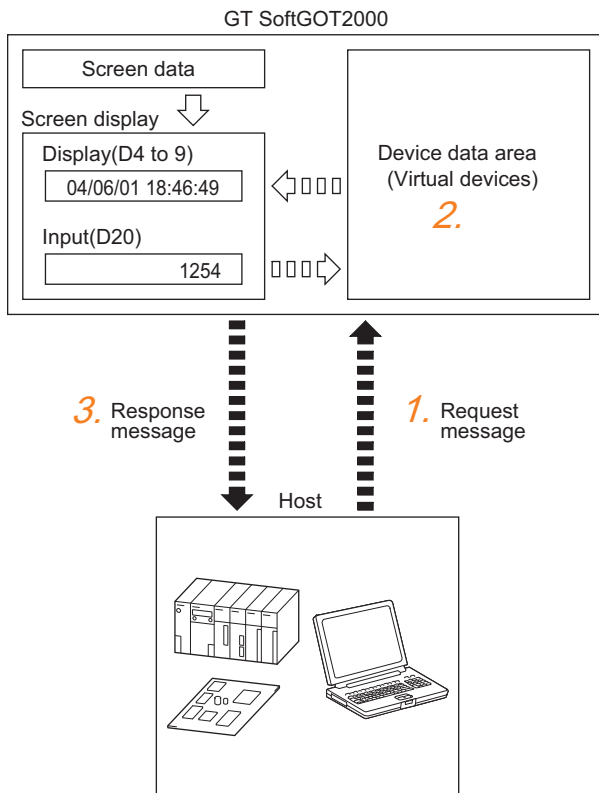 GT SoftGOT2000
Screen data
Screen display
Display(D4 to 9)
04/06/01 18:46:49
Input(D20)
1254
Device data area
(Virtual devices)
2.
3. Response
message
1. Request
message
Host